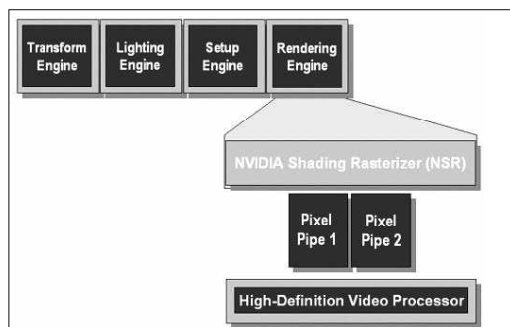 Transform
Engine
Lighting
Engine
Setup
Engine
Rendering
Engine
NVIDIA Shading Rasterizer (NSR)
Pixel
Pipe 1
Pixel
Pipe 2
High-Definition Video Processor